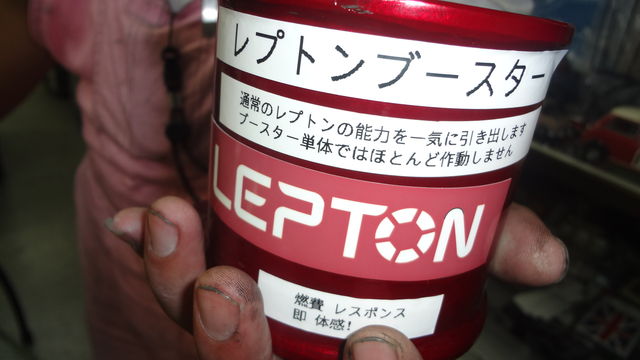 レプトンブースター
通常のレプトンの能力を一気に引き出します
ブースター単体ではほとんど作動しません
LEPTON
燃費 レスポンス
即 体感!